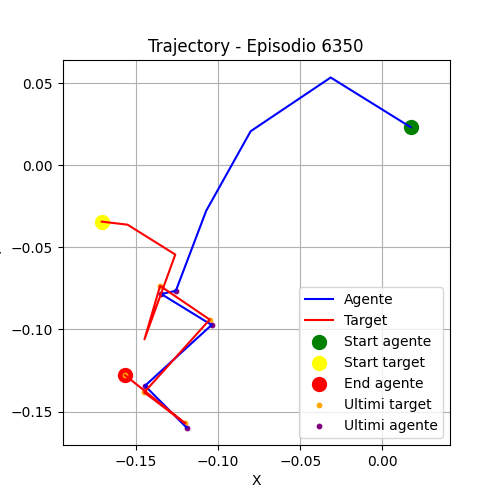 Trajectory - Episodio 6350
0.05
0.00
−0.05
−0.10
−0.15
Agente
Target
Start agente
Start target
End agente
Ultimi target
Ultimi agente
−0.15 −0.10 −0.05 0.00
X